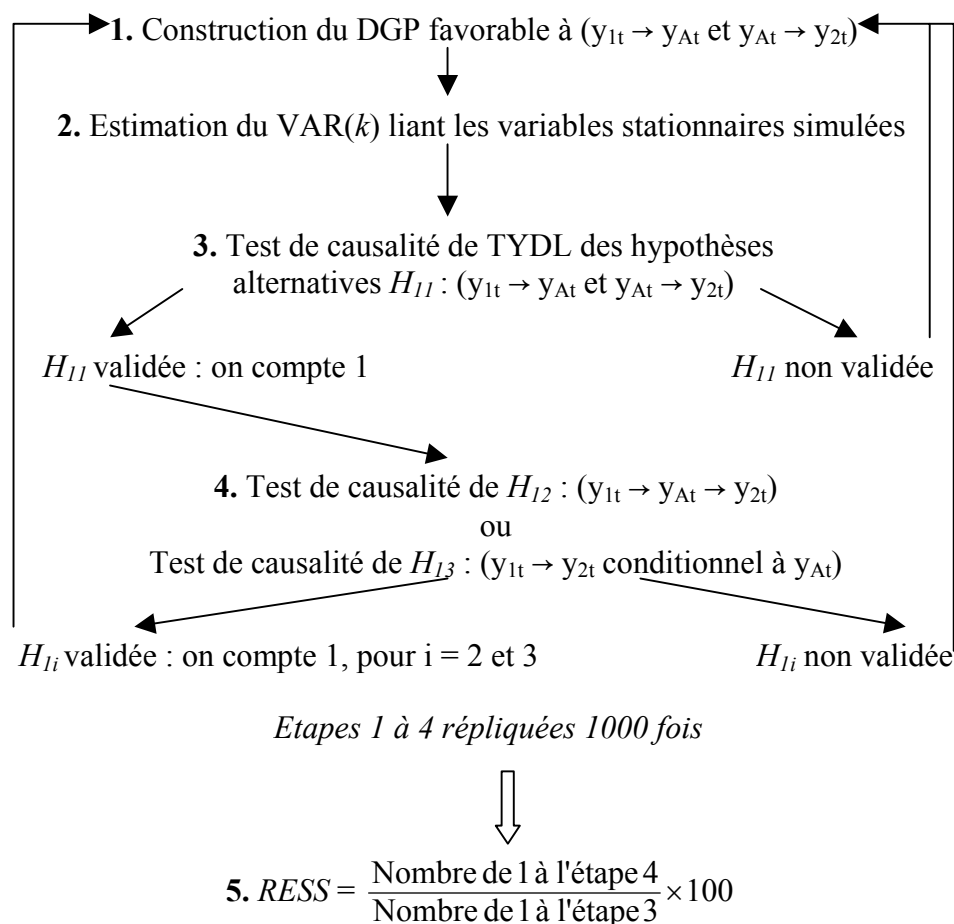 1. Construction du DGP favorable à (y1t → yAt et yAt → y2t)
2. Estimation du VAR(k) liant les variables stationnaires simulées
3. Test de causalité de TYDL des hypothèses
alternatives H11 : (y1t → yAt et yAt → y2t)
H11 validée : on compte 1
H11 non validée
4. Test de causalité de H12 : (y1t → yAt → y2t)
ou
Test de causalité de H13 : (y1t → y2t conditionnel à yAt)
H1i validée : on compte 1, pour i = 2 et 3
H1i non validée
Etapes 1 à 4 répliquées 1000 fois
5. RESS = Nombre de 1 à l'étape 4 / Nombre de 1 à l'étape 3 × 100